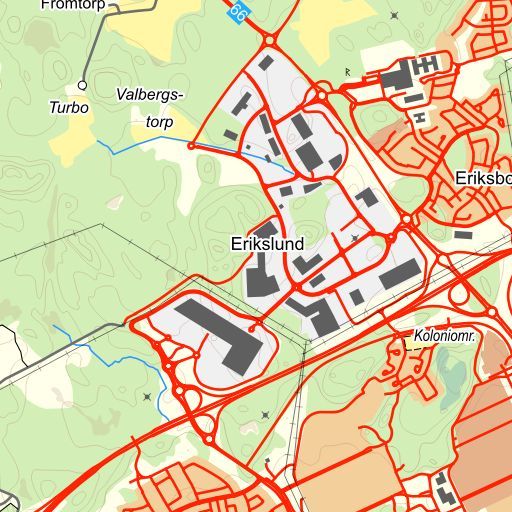 Fromtorp
66
R
Turbo
Valbergs-
torp
Eriksbo
Erikslund
Koloniomr.